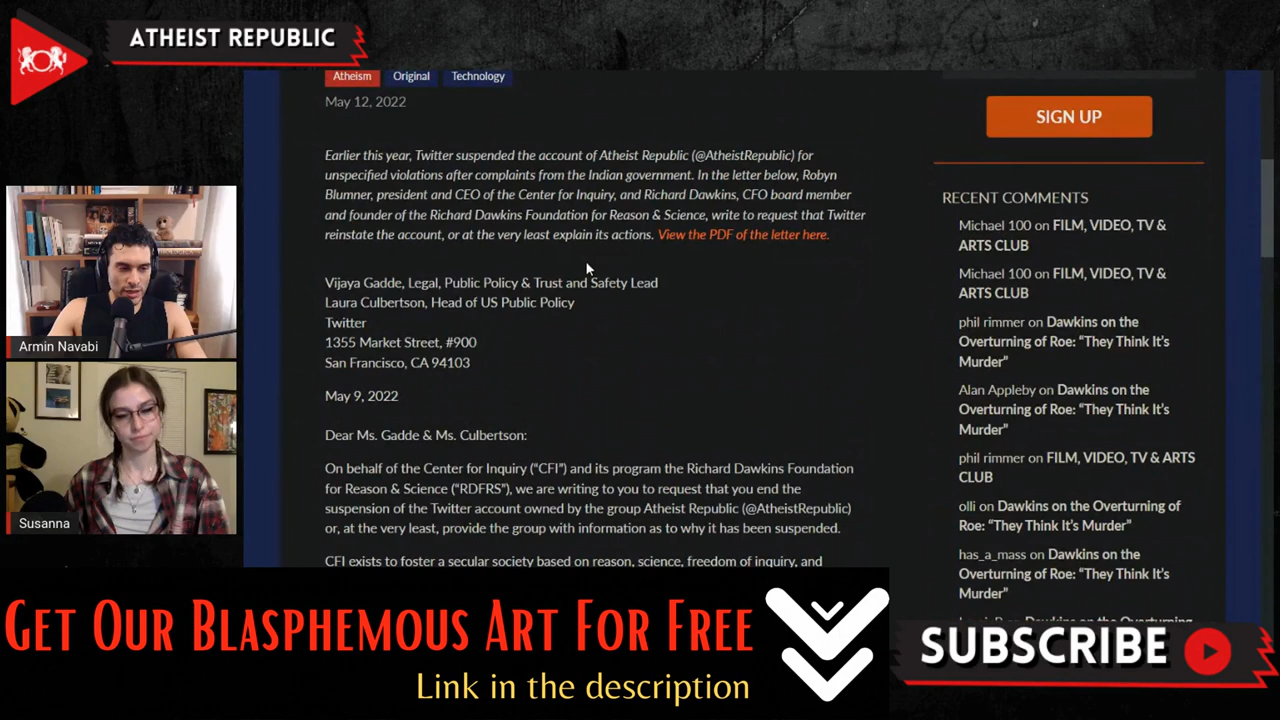 ATHEIST REPUBLIC
Atheism Original Technology
May 12, 2022
Earlier this year, Twitter suspended the account of Atheist Republic (@AtheistRepublic) for
unspecified violations after complaints from the Indian government. In the letter below, Robyn
Blumner, president and CEO of the Center for Inquiry, and Richard Dawkins, CFO board member
and founder of the Richard Dawkins Foundation for Reason & Science, write to request that Twitter
reinstate the account, or at the very least explain its actions. View the PDF of the letter here.
Vijaya Gadde, Legal, Public Policy & Trust and Safety Lead
Laura Culbertson, Head of US Public Policy
Twitter
1355 Market Street, #900
San Francisco, CA 94103
May 9, 2022
Dear Ms. Gadde & Ms. Culbertson:
On behalf of the Center for Inquiry (“CFI”) and its program the Richard Dawkins Foundation
for Reason & Science (“RDFRS”), we are writing to you to request that you end the
suspension of the Twitter account owned by the group Atheist Republic (@AtheistRepublic)
or, at the very least, provide the group with information as to why it has been suspended.
CFI exists to foster a secular society based on reason, science, freedom of inquiry, and
SIGN UP
RECENT COMMENTS
Michael 100 on FILM, VIDEO, TV &
ARTS CLUB
Michael 100 on FILM, VIDEO, TV &
ARTS CLUB
phil rimmer on Dawkins on the
Overturning of Roe: “They Think It’s
Murder”
Alan Appleby on Dawkins on the
Overturning of Roe: “They Think It’s
Murder”
phil rimmer on FILM, VIDEO, TV & ARTS
CLUB
olli on Dawkins on the Overturning of
Roe: “They Think It’s Murder”
has_a_mass on Dawkins on the
Overturning of Roe: “They Think It’s
Murder”
Armin Navabi
Susanna
GET OUR BLASPHEMOUS ART FOR FREE
Link in the description
SUBSCRIBE